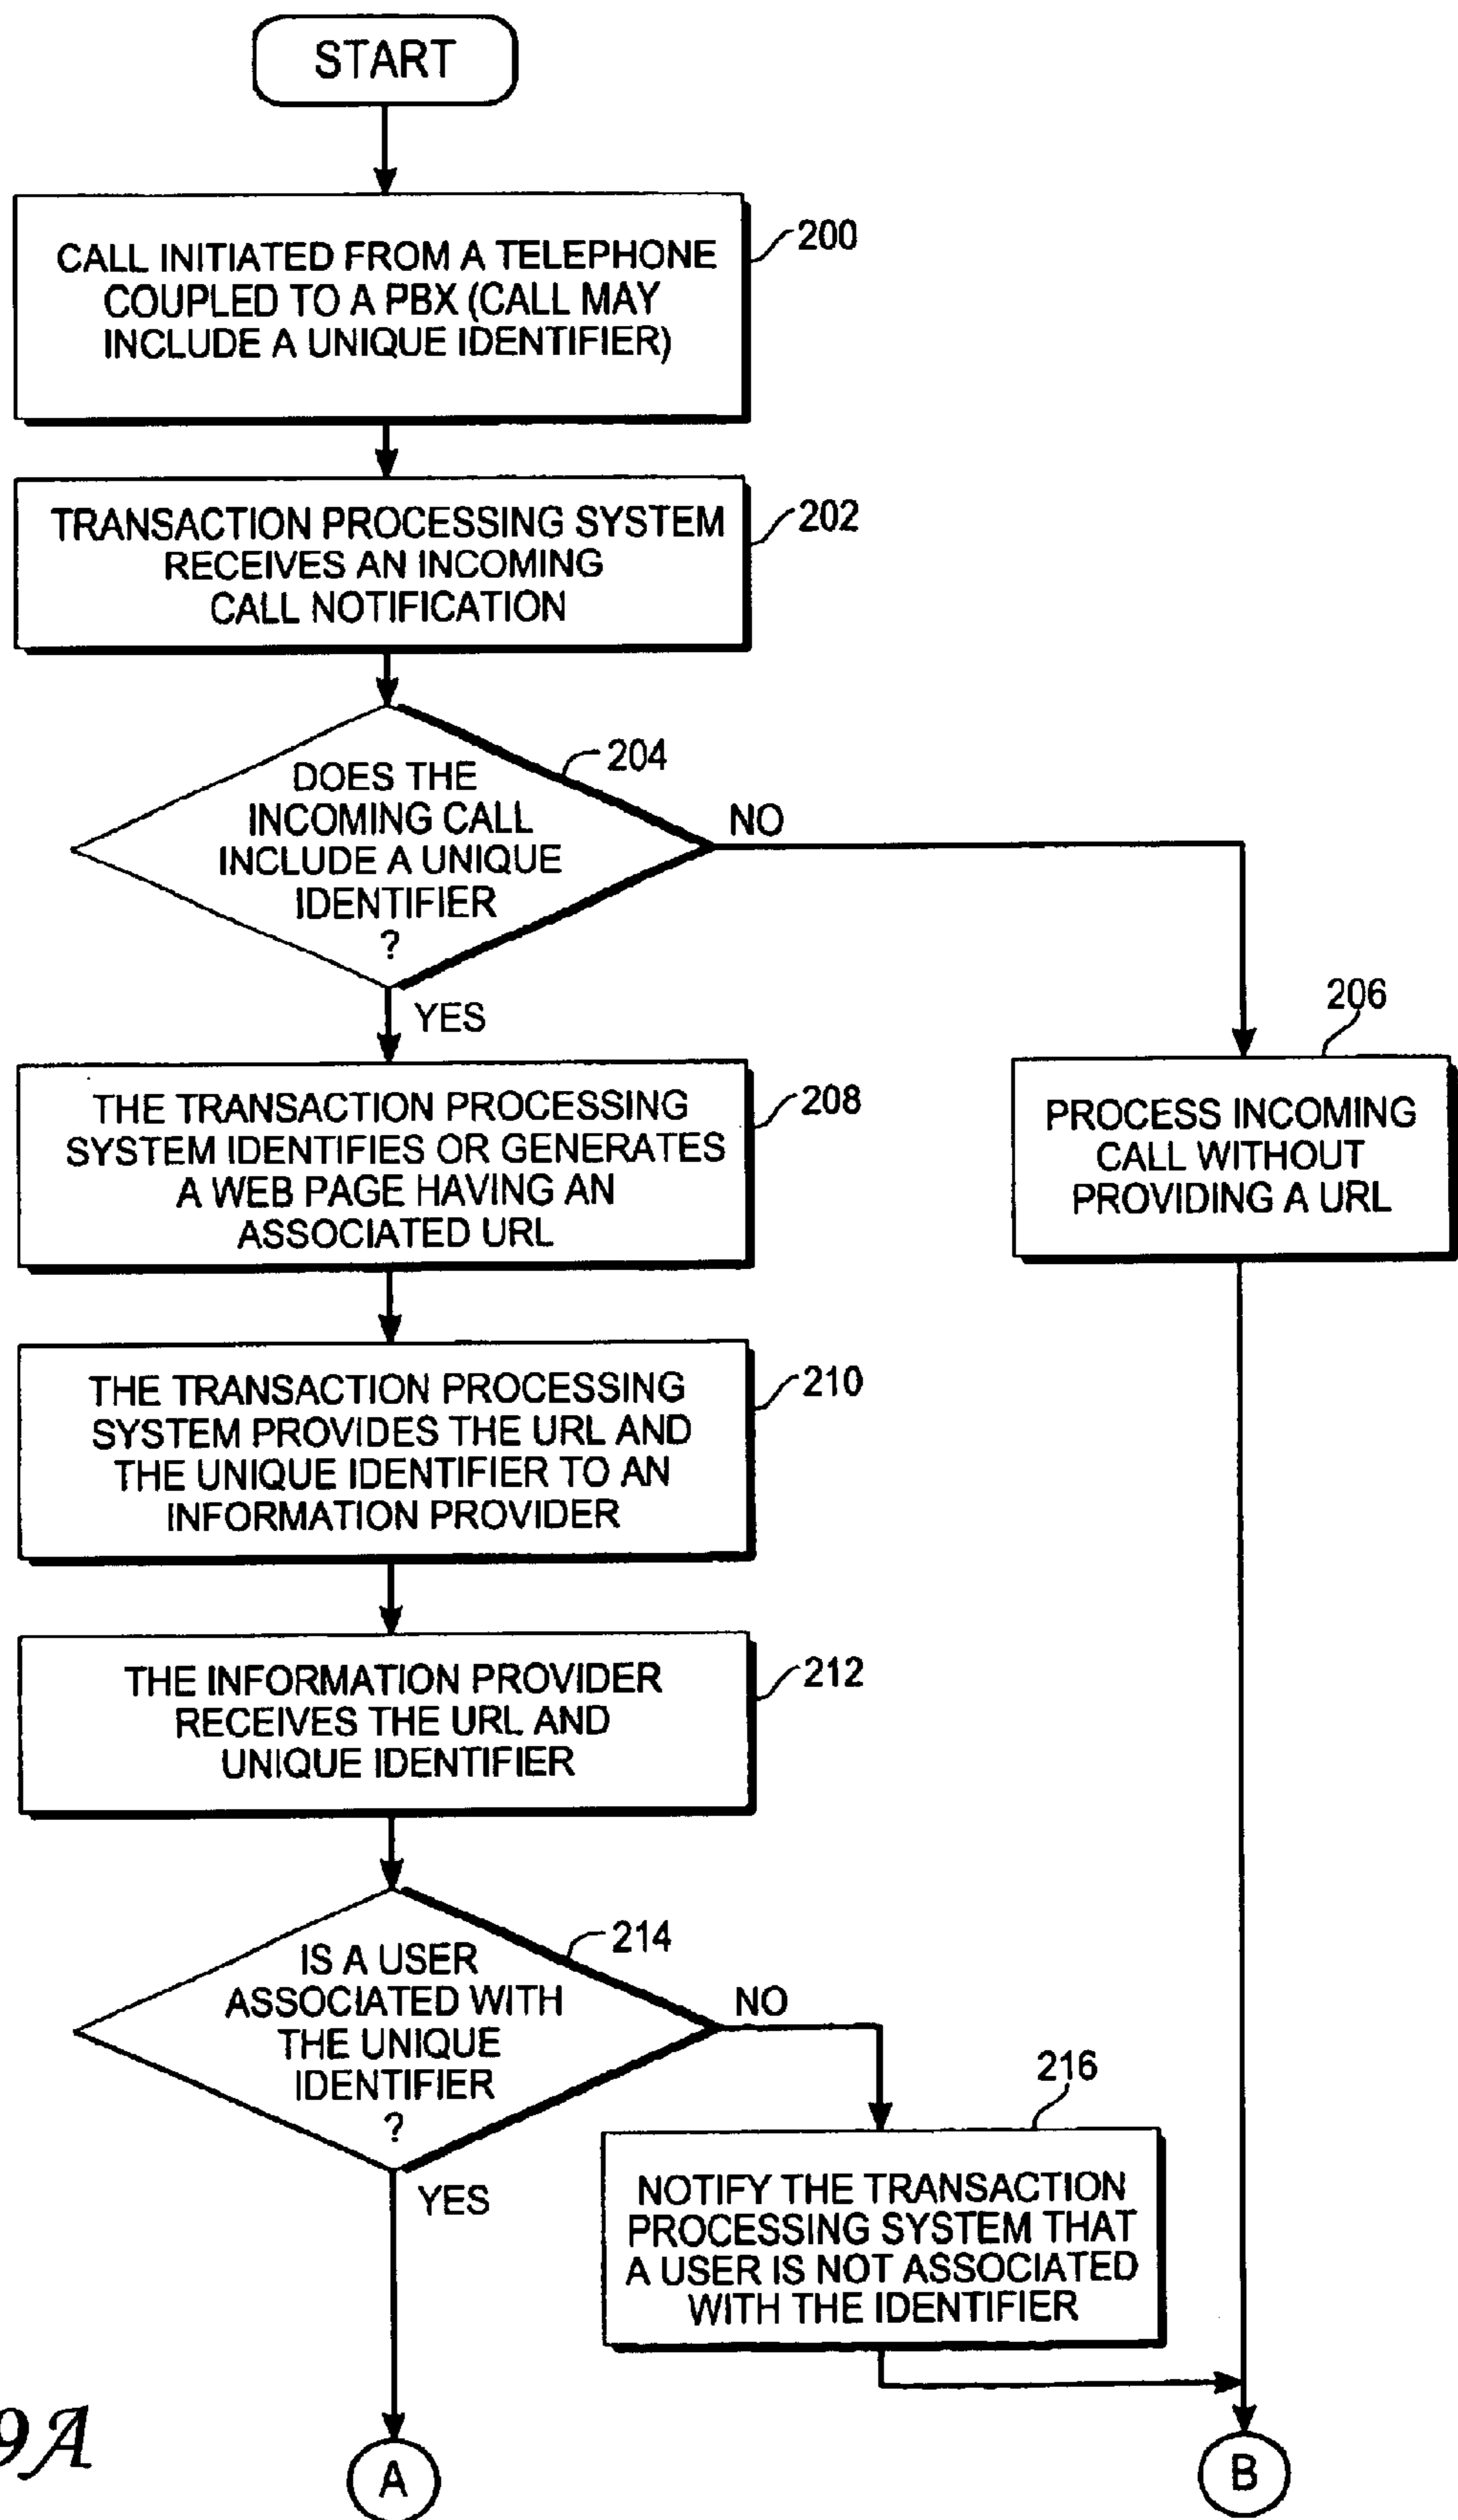 START
CALL INITIATED FROM A TELEPHONE
COUPLED TO A PBX (CALL MAY
INCLUDE A UNIQUE IDENTIFIER)
200
TRANSACTION PROCESSING SYSTEM
RECEIVES AN INCOMING
CALL NOTIFICATION
202
DOES THE
INCOMING CALL
INCLUDE A UNIQUE
IDENTIFIER
?
204
NO
YES
206
PROCESS INCOMING
CALL WITHOUT
PROVIDING A URL
THE TRANSACTION PROCESSING
SYSTEM IDENTIFIES OR GENERATES
A WEB PAGE HAVING AN
ASSOCIATED URL
208
THE TRANSACTION PROCESSING
SYSTEM PROVIDES THE URL AND
THE UNIQUE IDENTIFIER TO AN
INFORMATION PROVIDER
210
THE INFORMATION PROVIDER
RECEIVES THE URL AND
UNIQUE IDENTIFIER
212
IS A USER
ASSOCIATED WITH
THE UNIQUE
IDENTIFIER
?
214
NO
YES
216
NOTIFY THE TRANSACTION
PROCESSING SYSTEM THAT
A USER IS NOT ASSOCIATED
WITH THE IDENTIFIER
9A
A
B